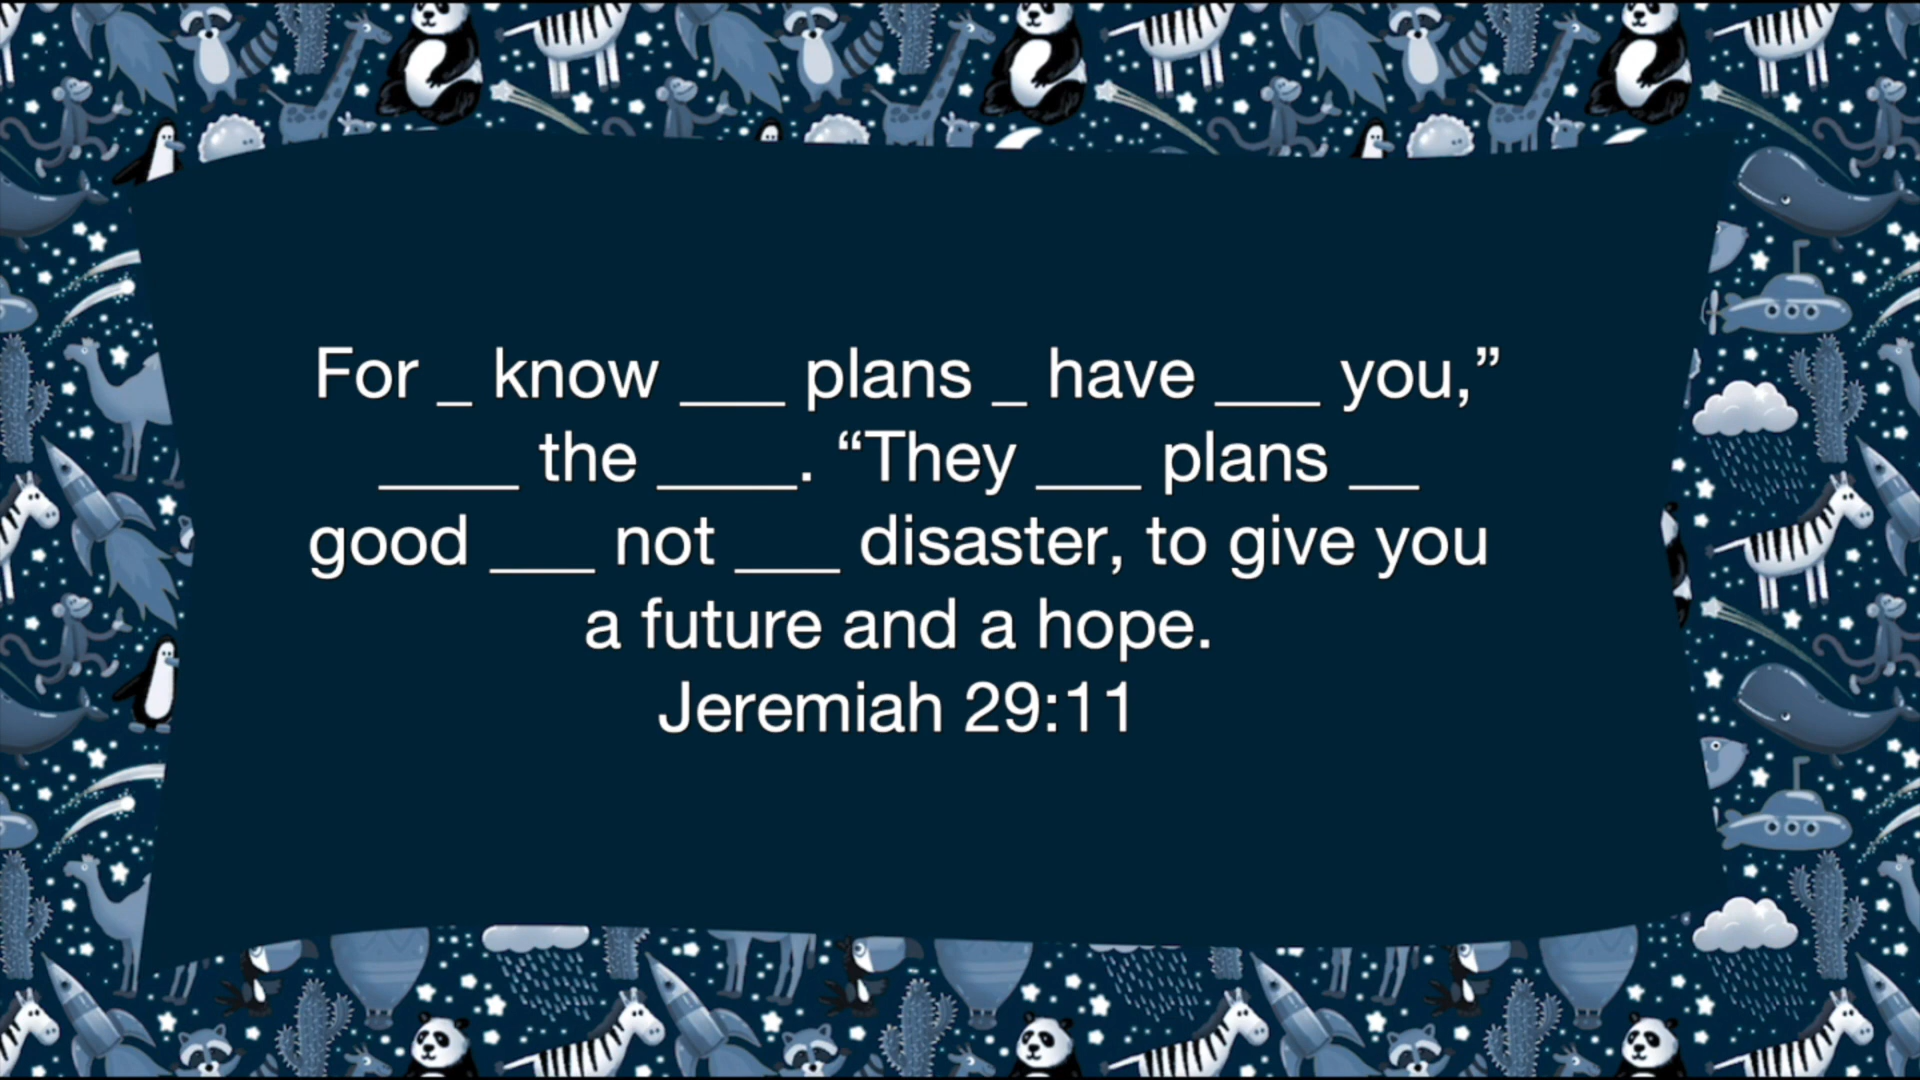 For _ know ___ plans _ have ___ you,”
____ the ____. “They ___ plans __
good ___ not ___ disaster, to give you
a future and a hope.
Jeremiah 29:11